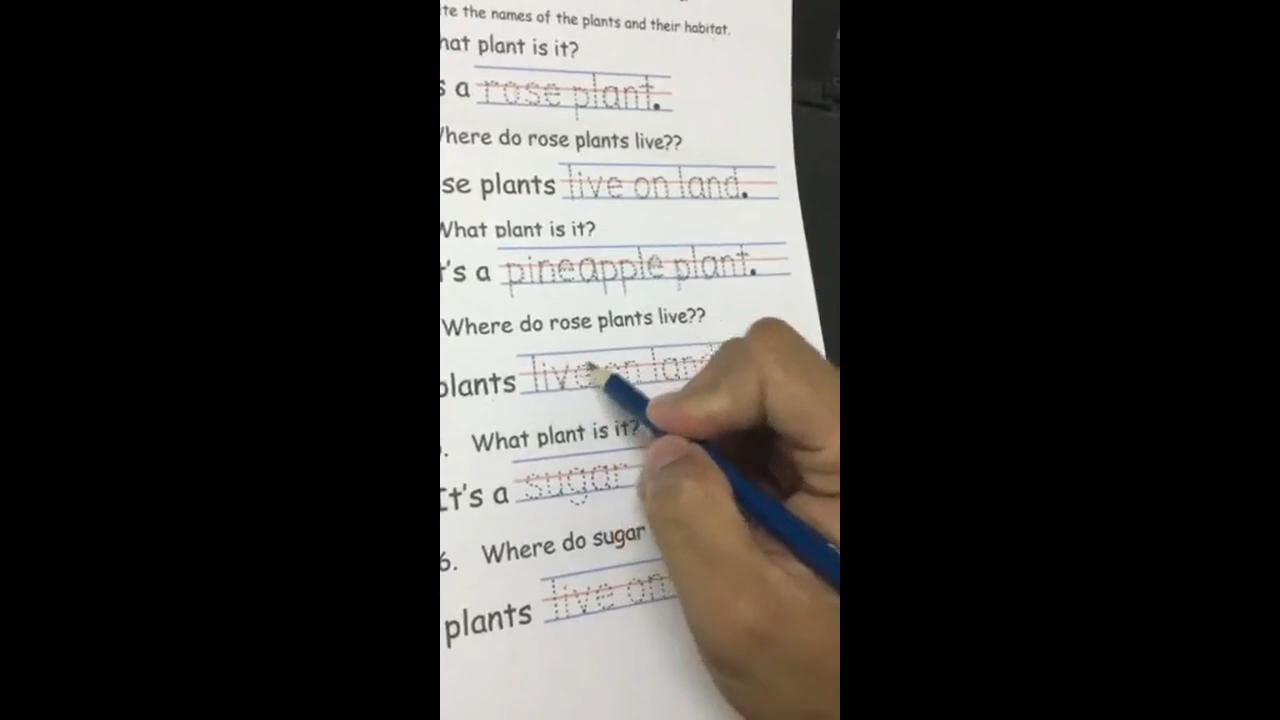 te the names of the plants and their habitat.
hat plant is it?
s a rose plant.
here do rose plants live??
se plants live on land.
What plant is it?
t's a pineapple plant.
Where do rose plants live??
plants live on land
. What plant is it?
It's a sugar
6. Where do sugar
plants live on